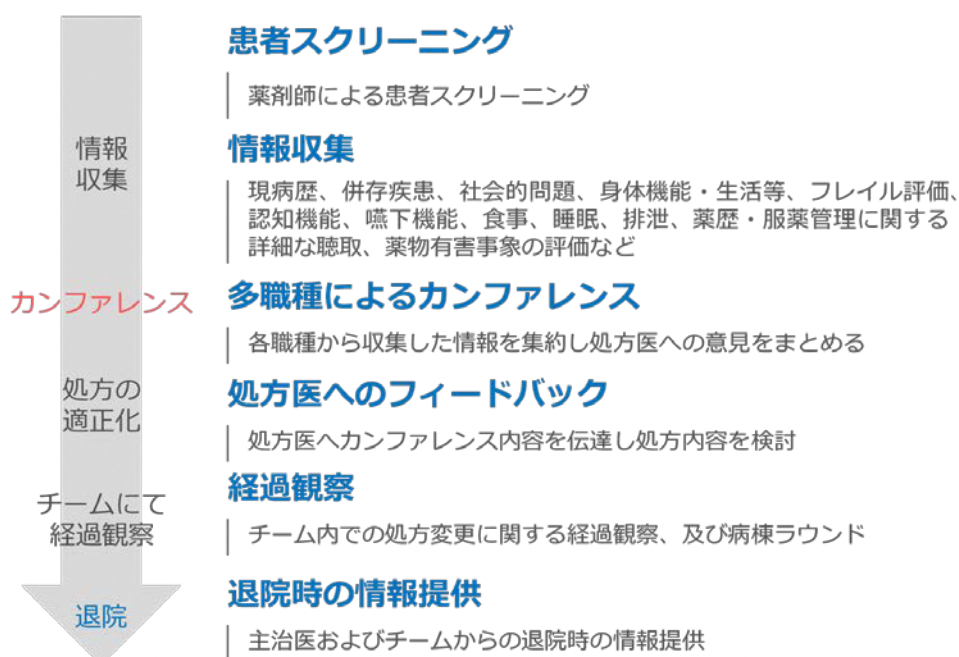 患者スクリーニング
薬剤師による患者スクリーニング
情報
収集
情報収集
現病歴、併存疾患、社会的問題、身体機能・生活等、フレイル評価、
認知機能、嚥下機能、食事、睡眠、排泄、薬歴・服薬管理に関する
詳細な聴取、薬物有害事象の評価など
カンファレンス
多職種によるカンファレンス
各職種から収集した情報を集約し処方医への意見をまとめる
処方の
適正化
処方医へのフィードバック
処方医へカンファレンス内容を伝達し処方内容を検討
チームにて
経過観察
経過観察
チーム内での処方変更に関する経過観察、及び病棟ラウンド
退院
退院時の情報提供
主治医およびチームからの退院時の情報提供